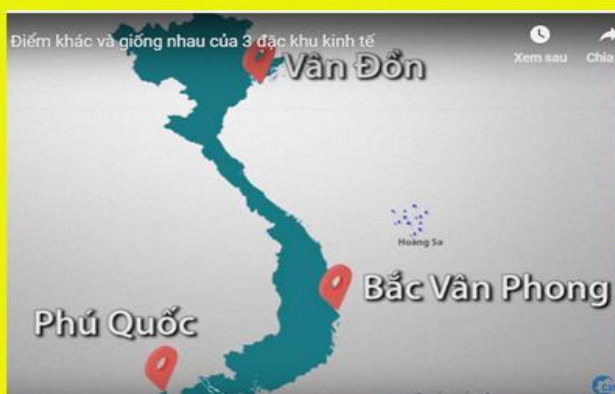 Điểm khác và giống nhau của 3 đặc khu kinh tế
Xem sau
Chia
Vân Đồn
Hoàng Sa
Bắc Vân Phong
Phú Quốc